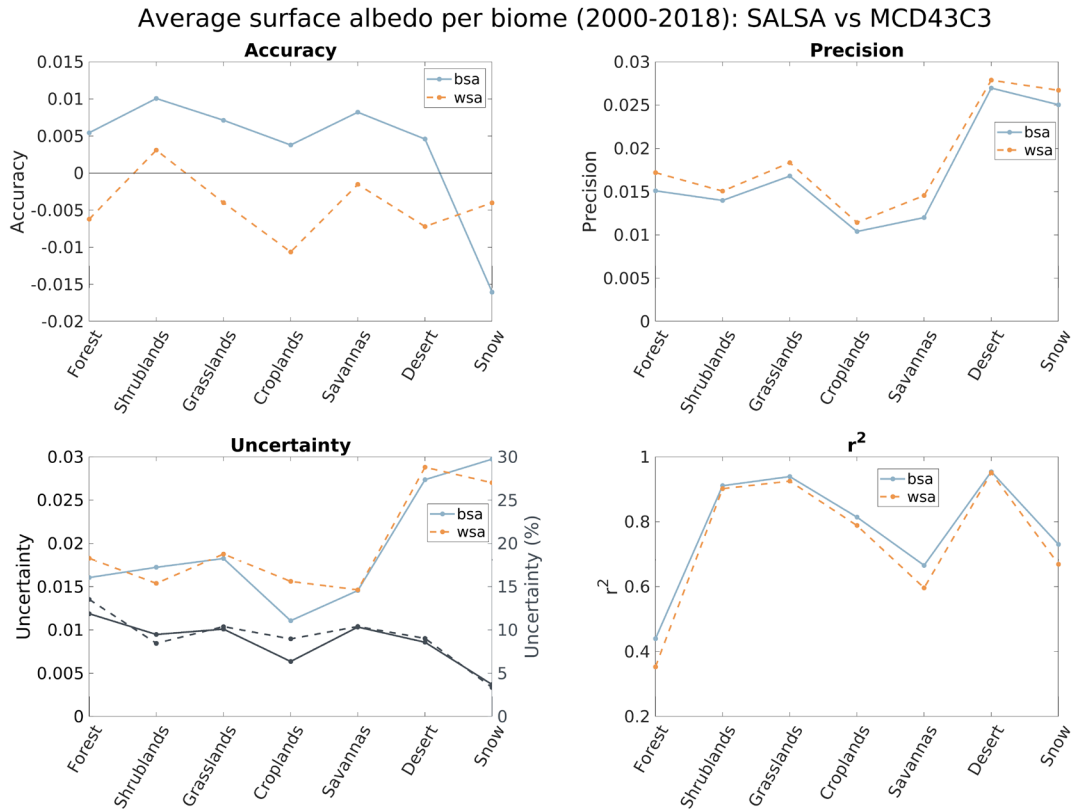 Average surface albedo per biome (2000-2018): SALSA vs MCD43C3
Accuracy
0.015
0.01
0.005
0
-0.005
-0.01
-0.015
-0.02
Accuracy
bsa
wsa
Forest
Shrublands
Grasslands
Croplands
Savannas
Desert
Snow
Precision
0.03
0.025
0.02
0.015
0.01
0.005
0
Precision
bsa
wsa
Forest
Shrublands
Grasslands
Croplands
Savannas
Desert
Snow
Uncertainty
0.03
0.025
0.02
0.015
0.01
0.005
0
Uncertainty
bsa
wsa
30
25
20
15
10
5
0
Uncertainty (%)
Forest
Shrublands
Grasslands
Croplands
Savannas
Desert
Snow
r²
1
0.8
0.6
0.4
0.2
r²
bsa
wsa
Forest
Shrublands
Grasslands
Croplands
Savannas
Desert
Snow